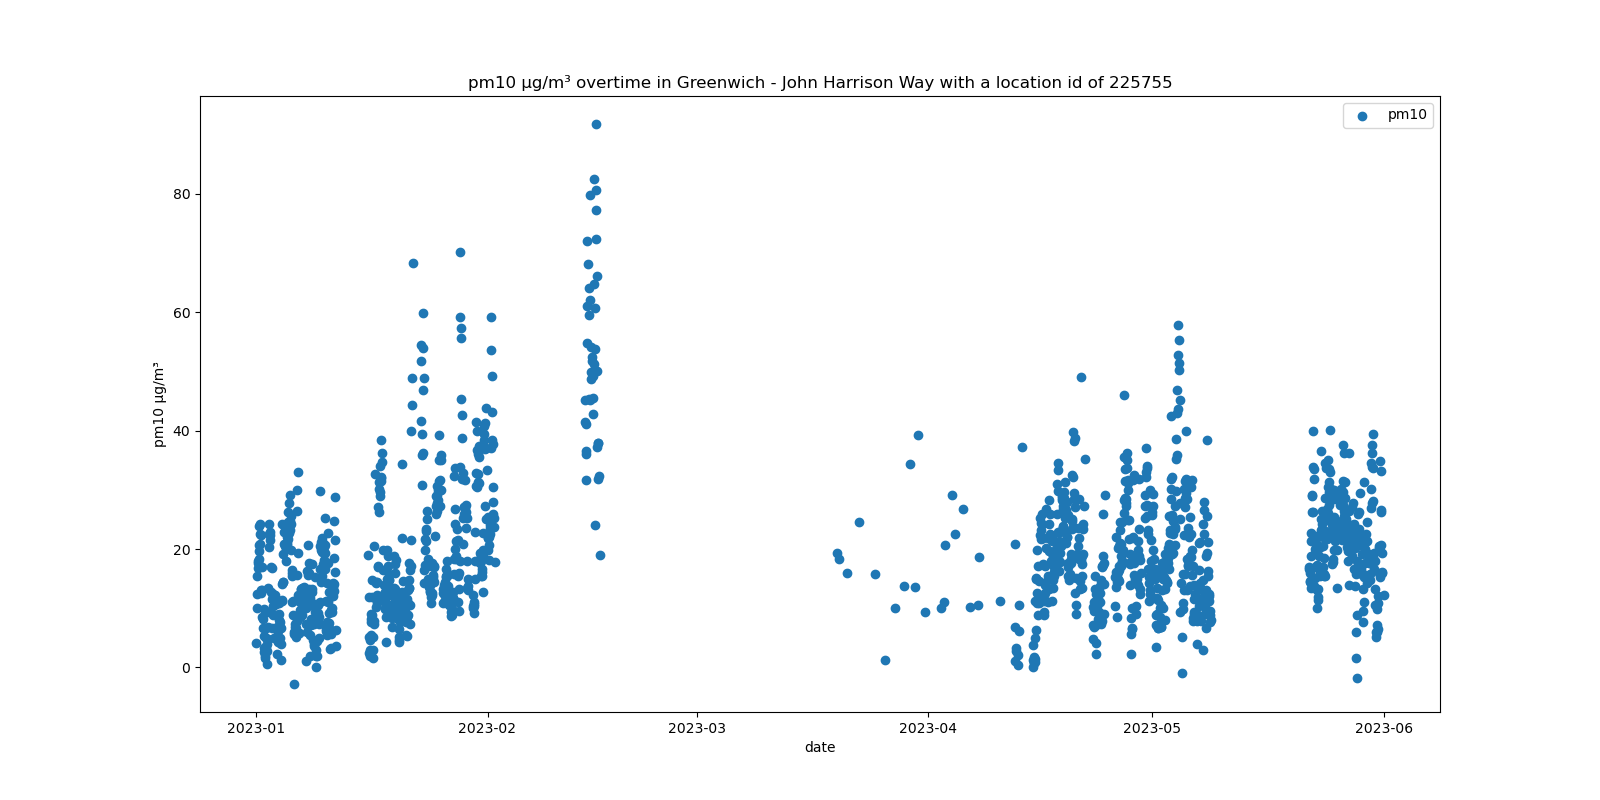 pm10 µg/m³ overtime in Greenwich - John Harrison Way with a location id of 225755
pm10
80
60
40
20
0
pm10 µg/m³
2023-01 2023-02 2023-03 2023-04 2023-05 2023-06
date